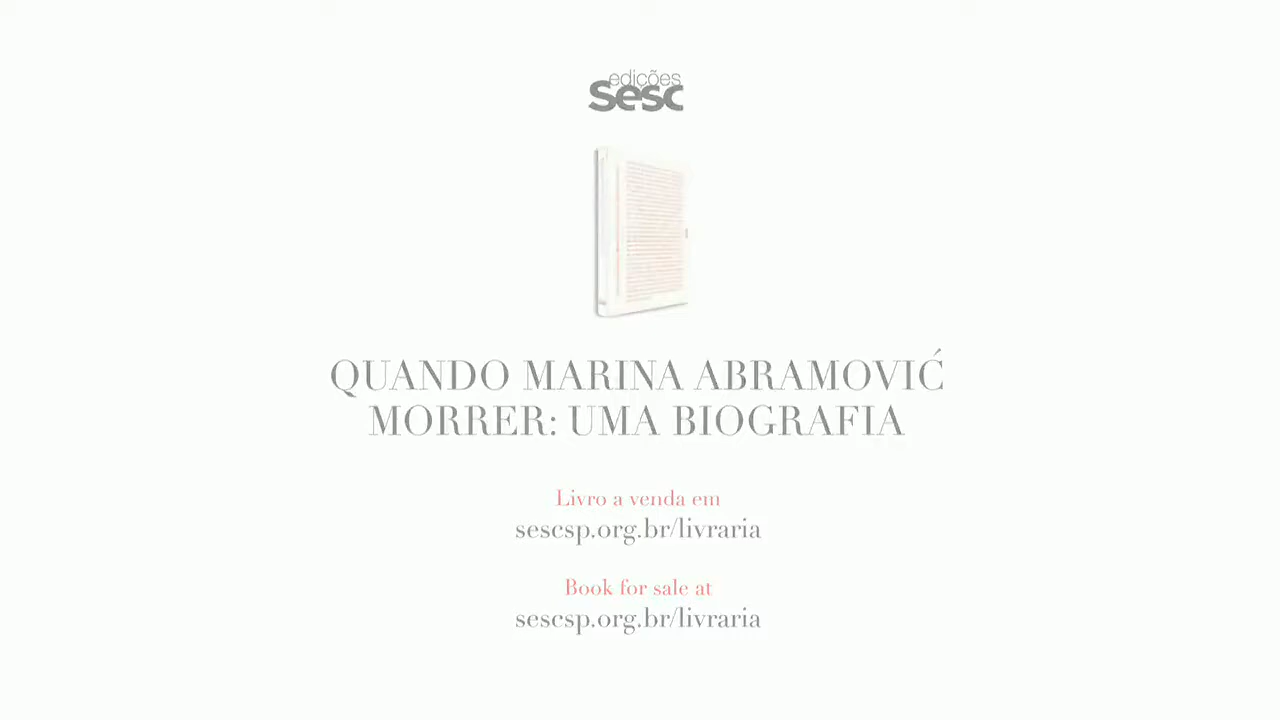 edições
Sesc
QUANDO MARINA ABRAMOVIĆ
MORRER: UMA BIOGRAFIA
Livro a venda em
sescsp.org.br/livraria
Book for sale at
sescsp.org.br/livraria